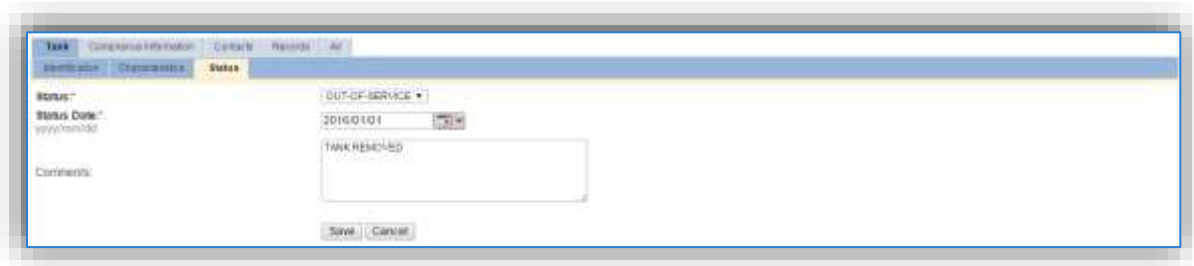 Tank Compliance Information Contacts Records Air
Identification Characteristics Status
Status:*
OUT-OF-SERVICE
Status Date:*
yyyy/mm/dd
2016/01/01
Comments:
TANK REMOVED
Save Cancel